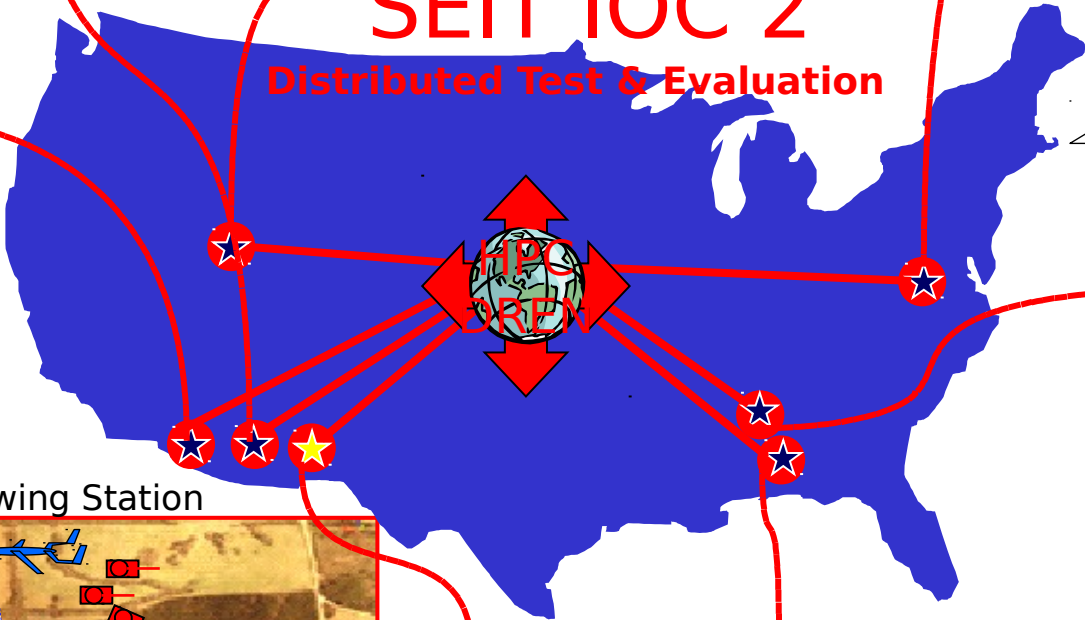 SEIT IOC 2
Distributed Test & Evaluation
HPC
DREN
wing Station